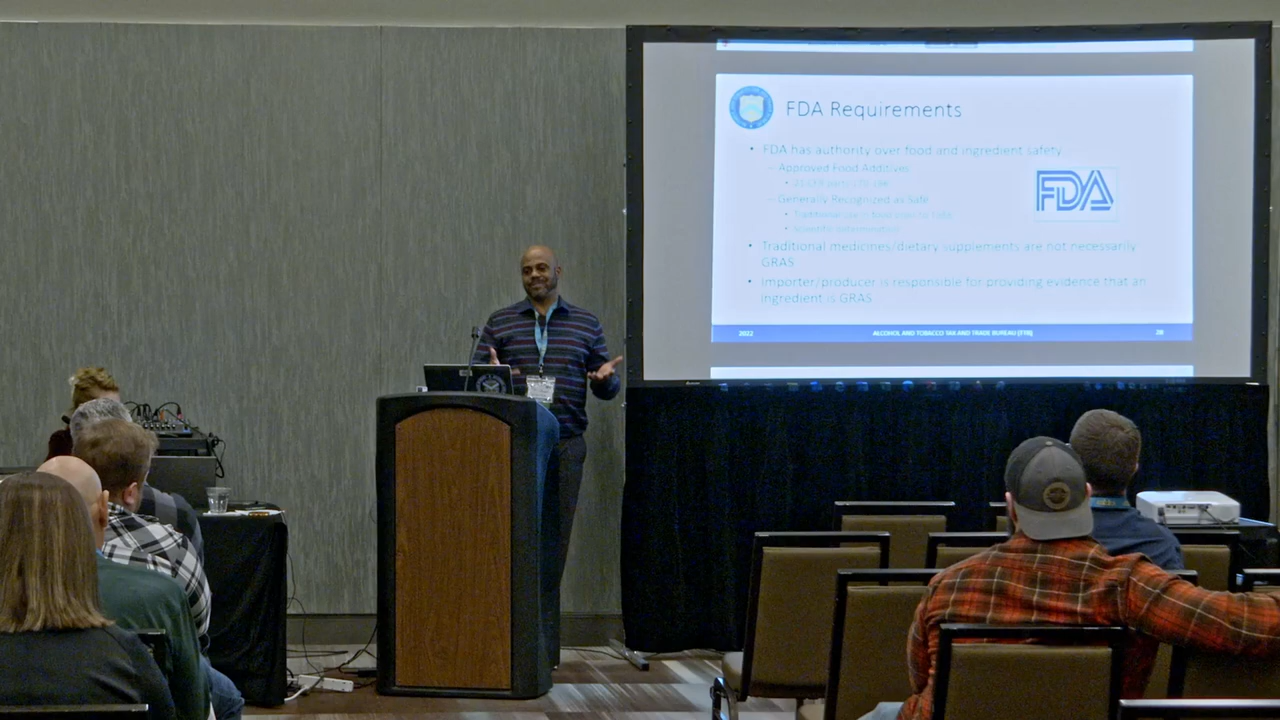 FDA Requirements
• FDA has authority over food and ingredient safety
– Approved Food Additives
– Generally Recognized as Safe
FDA
• Traditional medicines/dietary supplements are not necessarily
GRAS
• Importer/producer is responsible for providing evidence that an
ingredient is GRAS
2022 ALCOHOL AND TOBACCO TAX AND TRADE BUREAU (TTB) 28